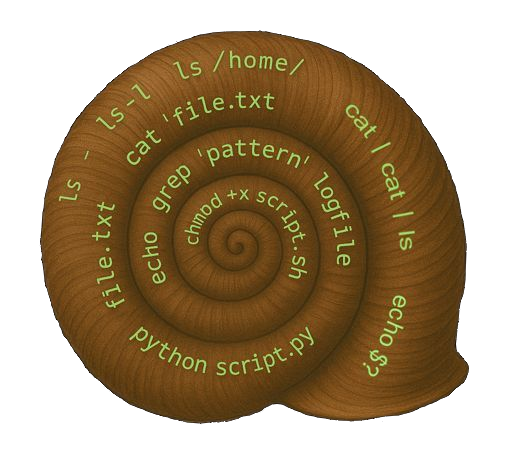 ls - ls-l ls /home/
cat | cat | ls
echo $?
file.txt cat 'file.txt
python script.py
echo grep 'pattern' logfile
chmod +x script.sh